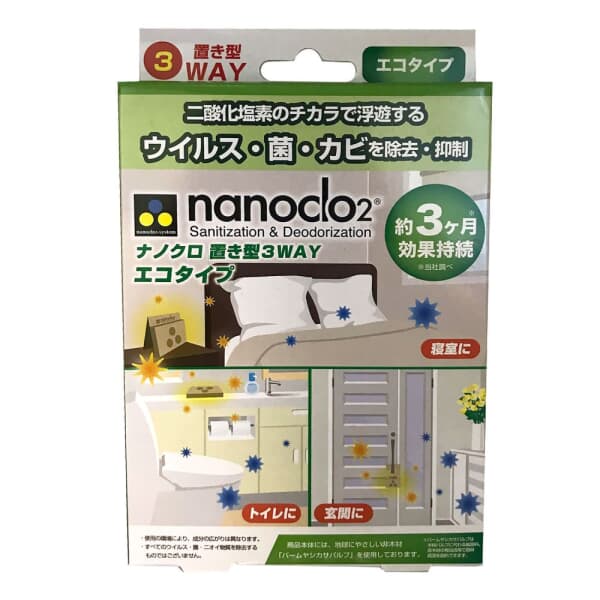 3 置き型
WAY
エコタイプ
二酸化塩素のチカラで浮遊する
ウイルス・菌・カビを除去・抑制
nanoclo2®
Sanitization & Deodorization
nanoclo2-system
ナノクロ 置き型3WAY
エコタイプ
約3ヶ月※
効果持続
※当社調べ
寝室に
トイレに
玄関に
・使用の環境により、成分の広がりは異なります。
・すべてのウイルス・菌・ニオイ物質を除去する
ものではございません。
商品本体には、地球にやさしい非木材
「バームヤシカサパルプ」を使用しております。